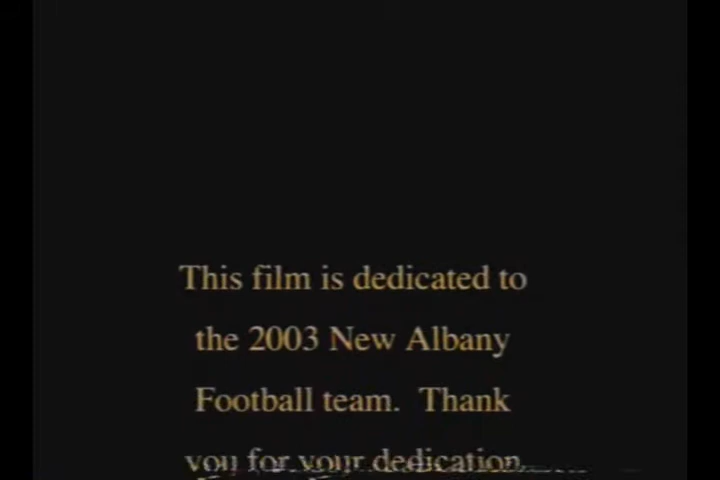 This film is dedicated to
the 2003 New Albany
Football team.  Thank
you for your dedication